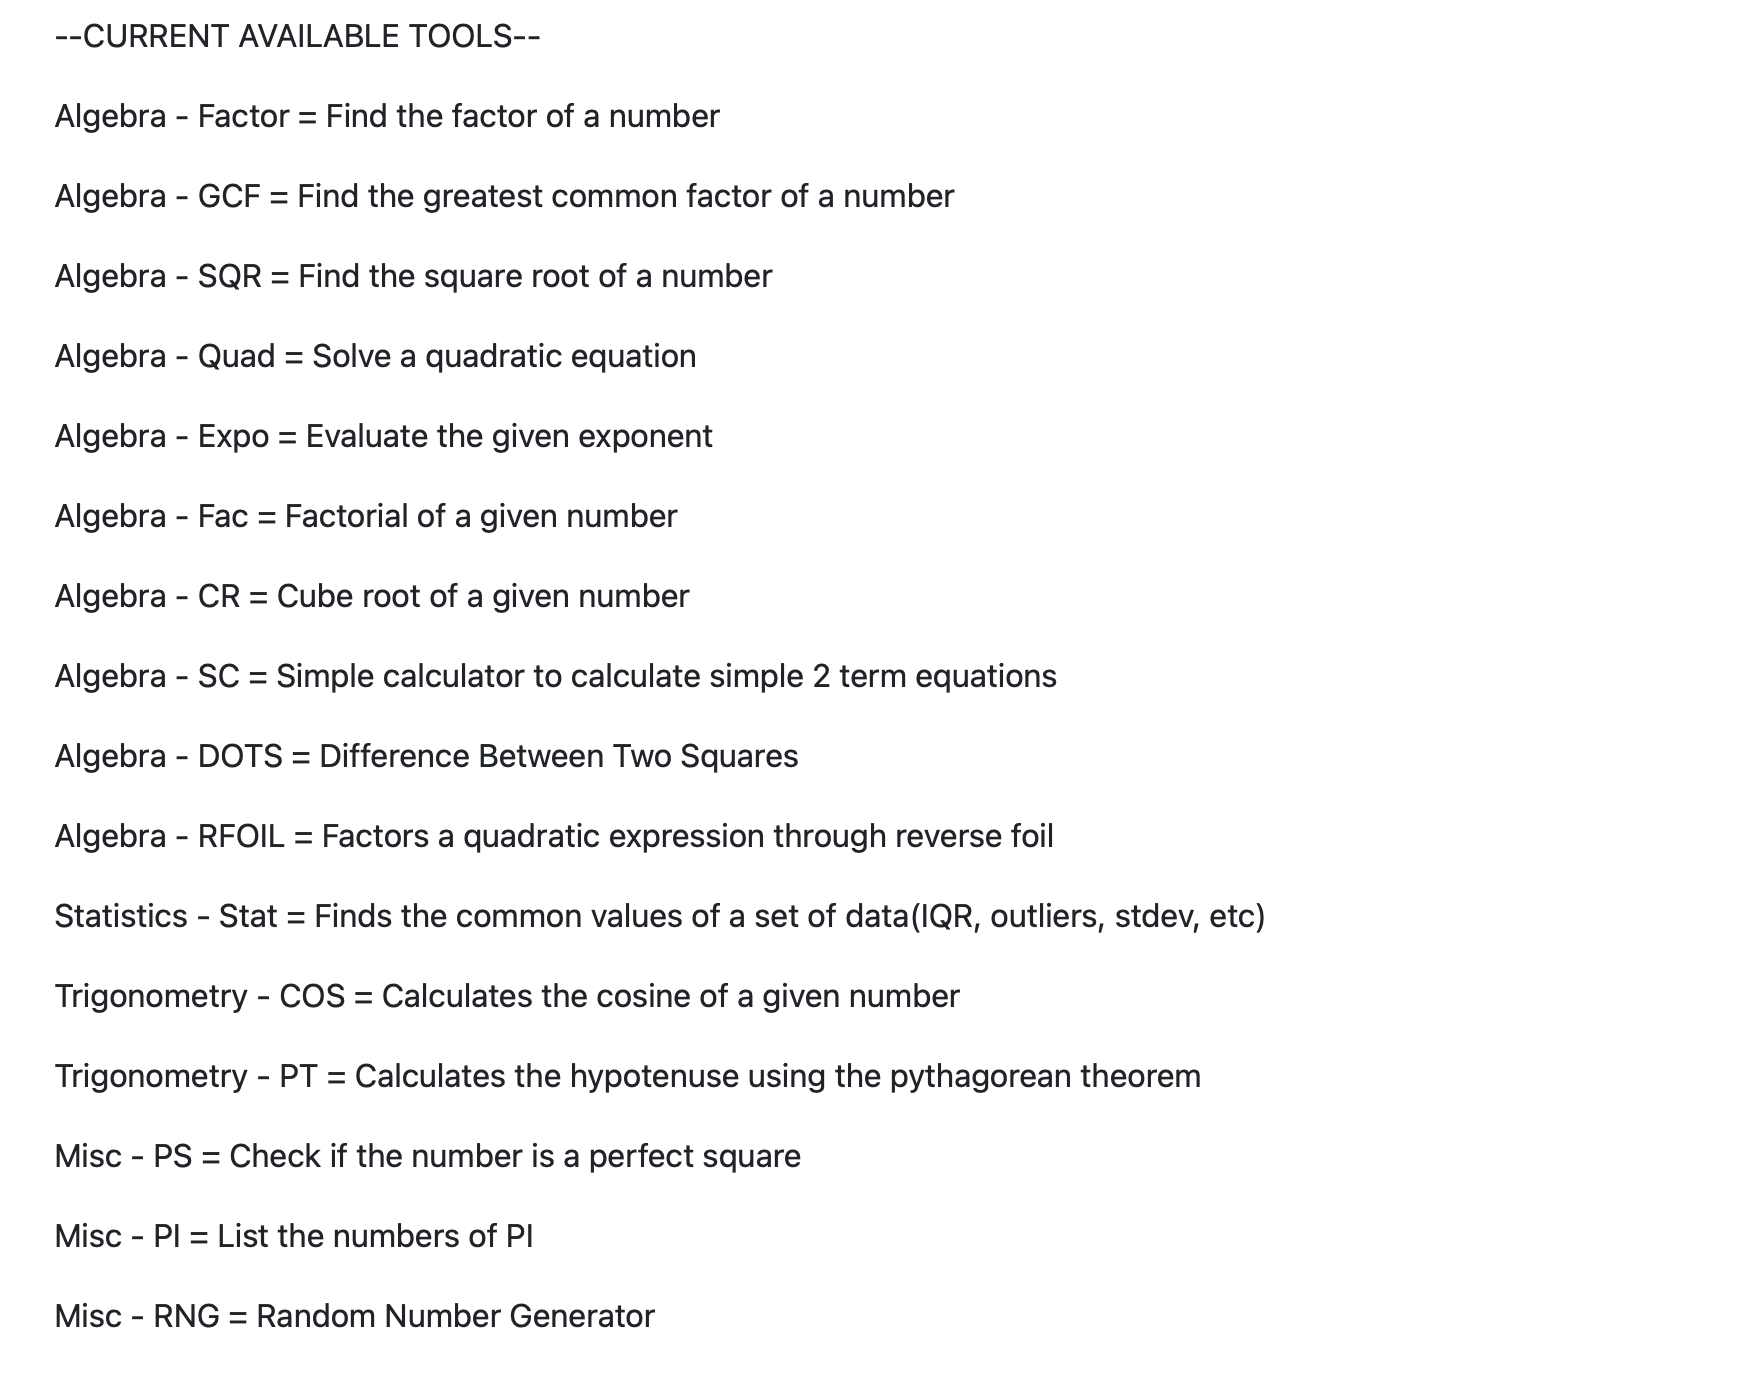 --CURRENT AVAILABLE TOOLS--
Algebra - Factor = Find the factor of a number
Algebra - GCF = Find the greatest common factor of a number
Algebra - SQR = Find the square root of a number
Algebra - Quad = Solve a quadratic equation
Algebra - Expo = Evaluate the given exponent
Algebra - Fac = Factorial of a given number
Algebra - CR = Cube root of a given number
Algebra - SC = Simple calculator to calculate simple 2 term equations
Algebra - DOTS = Difference Between Two Squares
Algebra - RFOIL = Factors a quadratic expression through reverse foil
Statistics - Stat = Finds the common values of a set of data(IQR, outliers, stdev, etc)
Trigonometry - COS = Calculates the cosine of a given number
Trigonometry - PT = Calculates the hypotenuse using the pythagorean theorem
Misc - PS = Check if the number is a perfect square
Misc - PI = List the numbers of PI
Misc - RNG = Random Number Generator